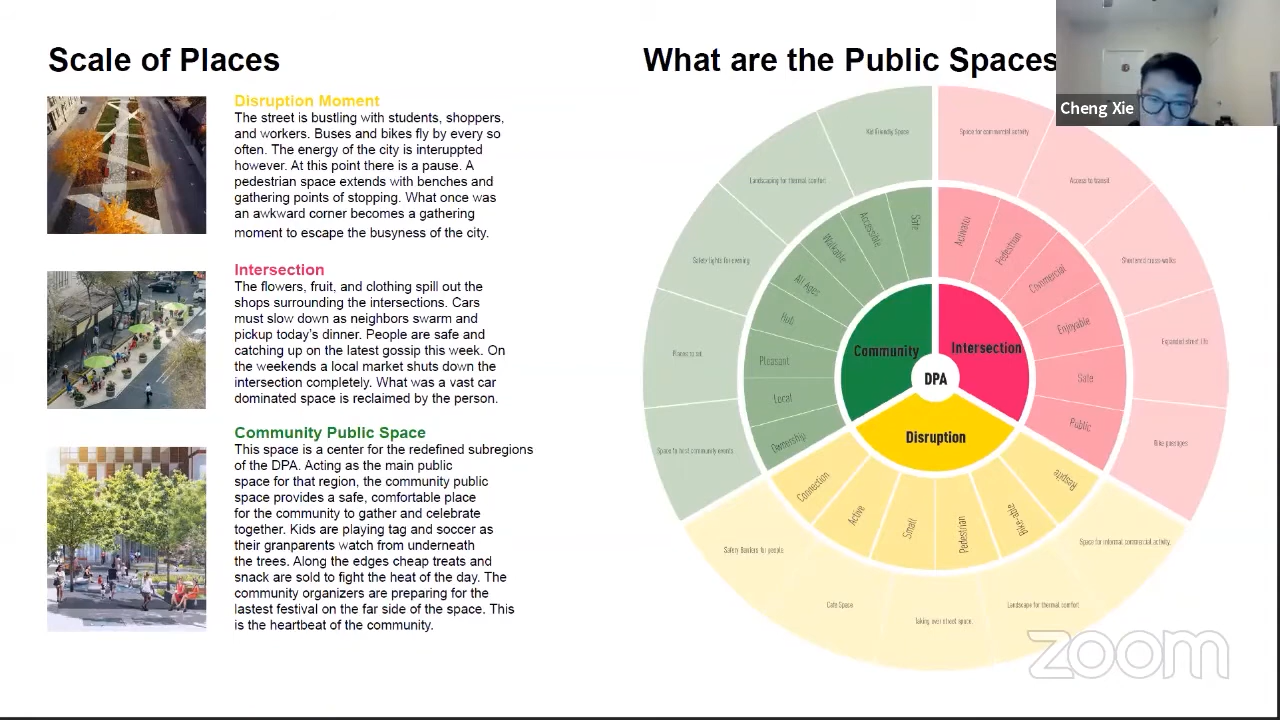 Scale of Places
Disruption Moment
The street is bustling with students, shoppers,
and workers. Buses and bikes fly by every so
often. The energy of the city is interuppted
however. At this point there is a pause. A
pedestrian space extends with benches and
gathering points of stopping. What once was
an awkward corner becomes a gathering
moment to escape the busyness of the city.
Intersection
The flowers, fruit, and clothing spill out the
shops surrounding the intersections. Cars
must slow down as neighbors swarm and
pickup today's dinner. People are safe and
catching up on the latest gossip this week. On
the weekends a local market shuts down the
intersection completely. What was a vast car
dominated space is reclaimed by the person.
Community Public Space
This space is a center for the redefined subregions
of the DPA. Acting as the main public
space for that region, the community public
space provides a safe, comfortable place
for the community to gather and celebrate
together. Kids are playing tag and soccer as
their granparents watch from underneath
the trees. Along the edges cheap treats and
snack are sold to fight the heat of the day. The
community organizers are preparing for the
lastest festival on the far side of the space. This
is the heartbeat of the community.
What are the Public Spaces
Cheng Xie
Kid Friendly Space
Space for commercial activity
Landscaping for thermal comfort
Access to transit
Safety lights for evening
Shortened cross-walks
Places to sit
Expanded street life
Space to host community events
Bike passages
Safe
Accessible
Walkable
All Ages
Hub
Pleasant
Local
Ownership
Activator
Pedestrian
Commercial
Enjoyable
Safe
Public
Community
Intersection
DPA
Disruption
Connection
Active
Small
Pedestrian
Bike-able
Respite
Safety Barriers for people
Cafe Space
Taking over street space.
Landscape for thermal comfort
Space for informal commercial activity.
zoom